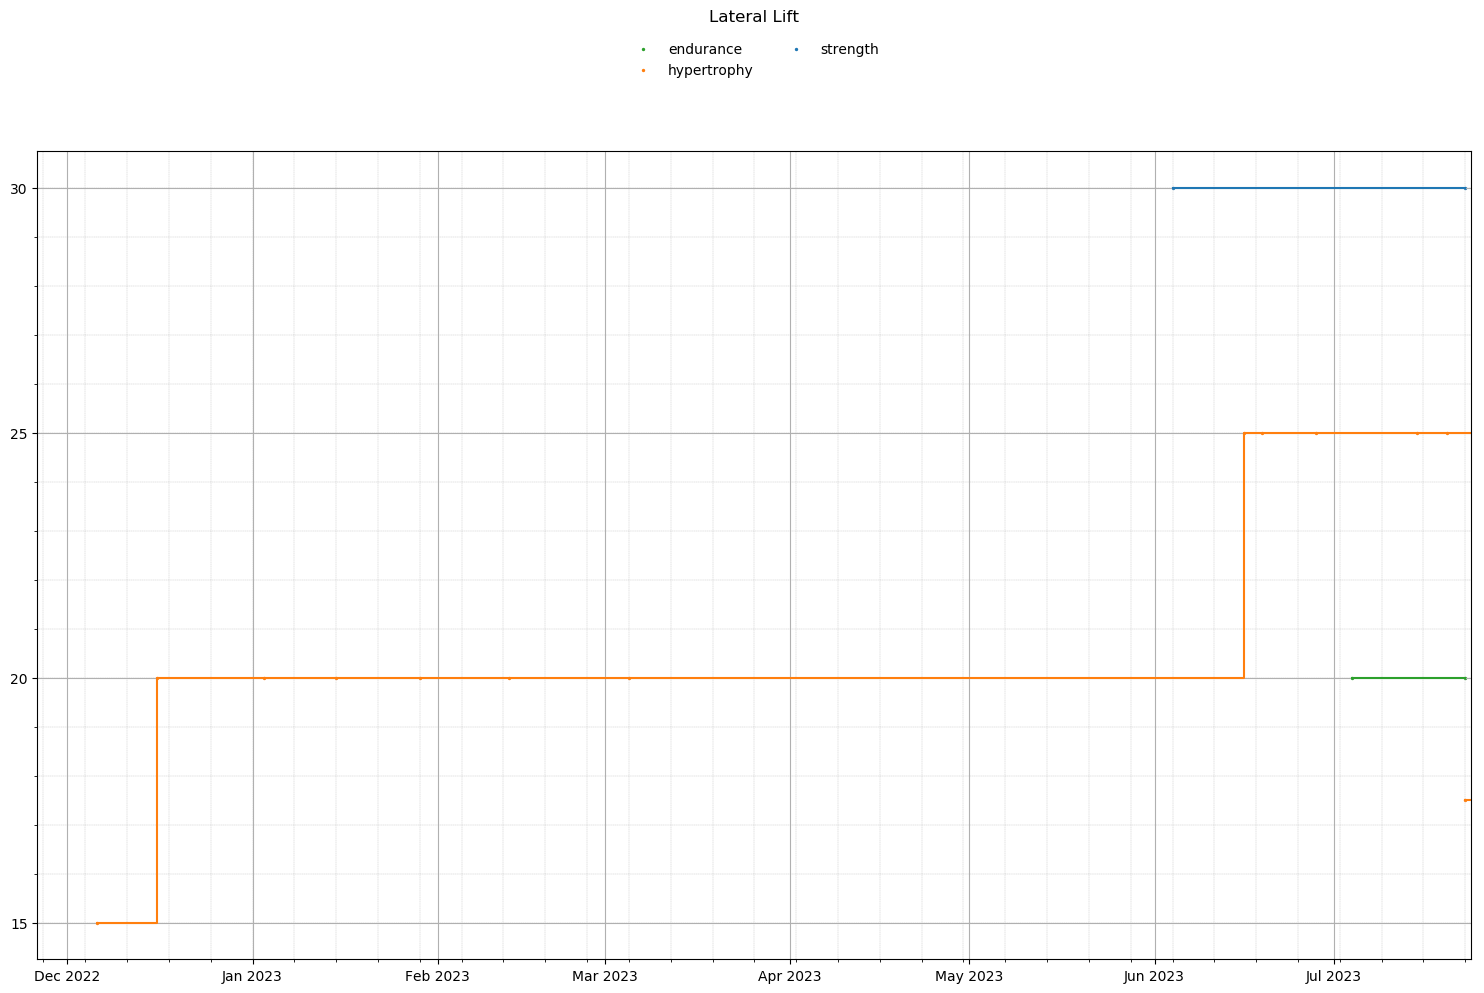 Lateral Lift
endurance
hypertrophy
strength
30
25
20
15
Dec 2022
Jan 2023
Feb 2023
Mar 2023
Apr 2023
May 2023
Jun 2023
Jul 2023